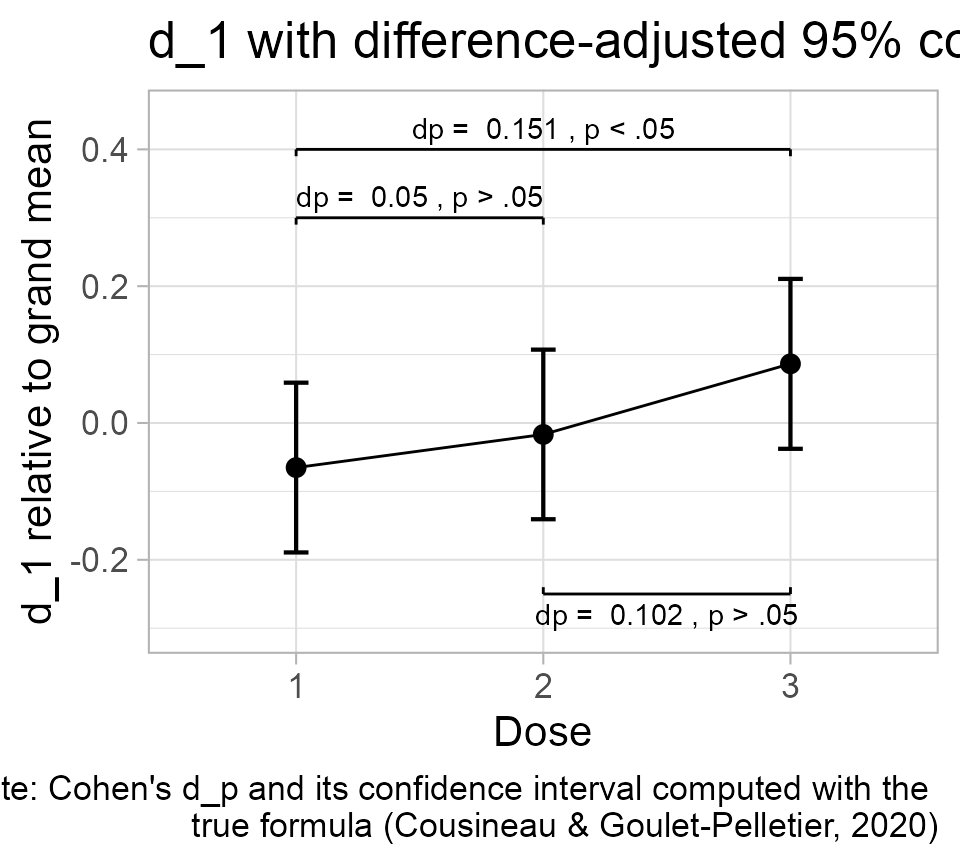 d_1 with difference-adjusted 95%
d_1 relative to grand mean
0.4
0.2
0.0
-0.2
dp =  0.151 , p < .05
dp =  0.05 , p > .05
dp =  0.102 , p > .05
1 2 3
Dose
Cohen's d_p and its confidence interval computed with the
true formula (Cousineau & Goulet-Pelletier, 2020)